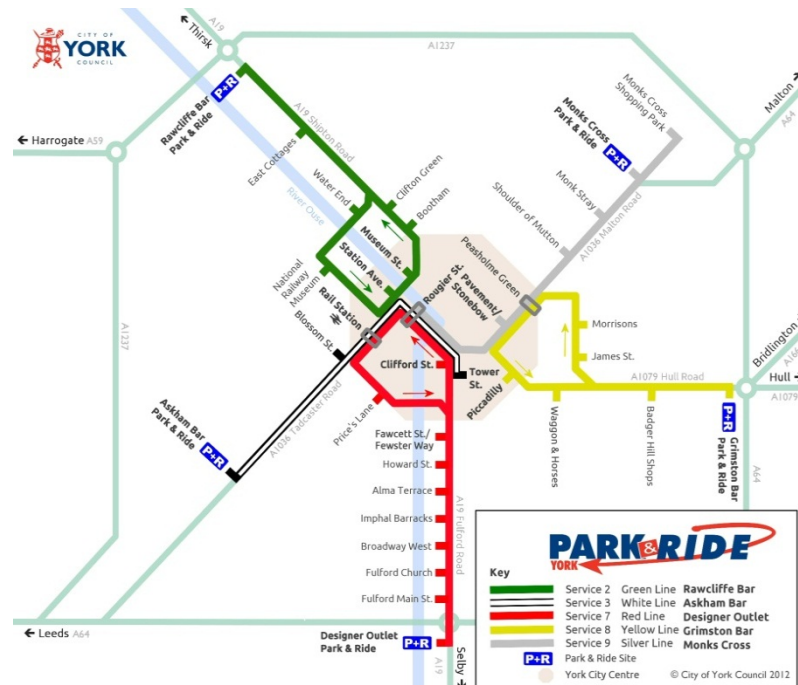 CITY OF
YORK
COUNCIL
← Thirsk
A19
A1237
Monks Cross
Shopping Park
Malton →
A64
P+R
Rawcliffe Bar
Park & Ride
A19 Shipton Road
Monks Cross
Park & Ride
P+R
← Harrogate A59
East Cottages
River Ouse
Water End
Clifton Green
Bootham
Museum St.
Station Ave.
National
Railway
Museum
Rail Station
Blossom St.
Rougier St.
Pavement/
Stonebow
Peasholme Green
Shoulder of Mutton
Monk Stray
A1036 Malton Road
A1237
Morrisons
James St.
Bridlington
A166
Hull →
A1079
A1079 Hull Road
Clifford St.
Tower
St.
Piccadilly
Askham Bar
Park & Ride
P+R
A1036 Tadcaster Road
Price's Lane
Waggon & Horses
Badger Hill Shops
P+R
Grimston Bar
Park & Ride
A64
Fawcett St./
Fewster Way
Howard St.
Alma Terrace
Imphal Barracks
Broadway West
Fulford Church
Fulford Main St.
A19 Fulford Road
← Leeds A64
Designer Outlet
Park & Ride
P+R
A19
Selby →
PARK & RIDE
YORK
Key
Service 2 Green Line Rawcliffe Bar
Service 3 White Line Askham Bar
Service 7 Red Line Designer Outlet
Service 8 Yellow Line Grimston Bar
Service 9 Silver Line Monks Cross
P+R Park & Ride Site
York City Centre © City of York Council 2012